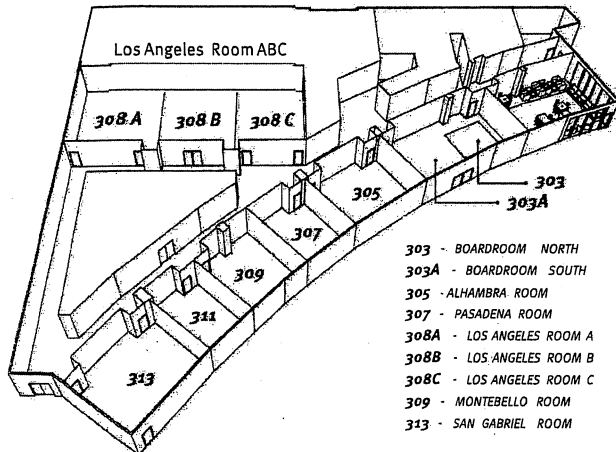 Los Angeles Room ABC
308 A
308 B
308 C
303
303A
305
307
309
311
313
303 - BOARDROOM NORTH
303A - BOARDROOM SOUTH
305 - ALHAMBRA ROOM
307 - PASADENA ROOM
308A - LOS ANGELES ROOM A
308B - LOS ANGELES ROOM B
308C - LOS ANGELES ROOM C
309 - MONTEBELLO ROOM
313 - SAN GABRIEL ROOM